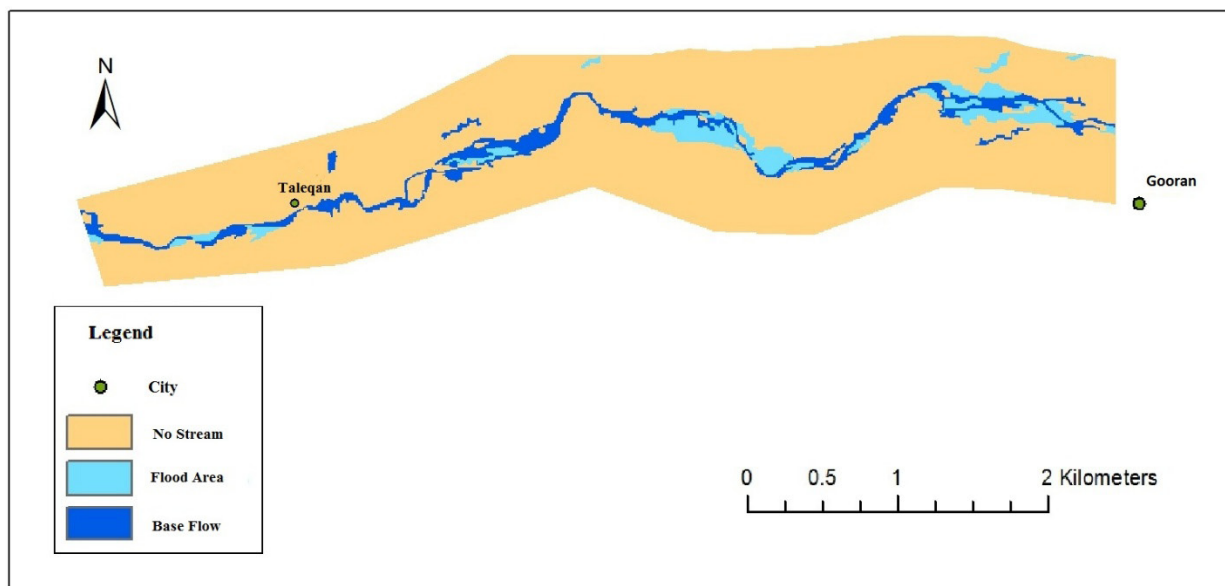 N
Taleqan
Gooran
Legend
City
No Stream
Flood Area
Base Flow
0 0.5 1 2 Kilometers